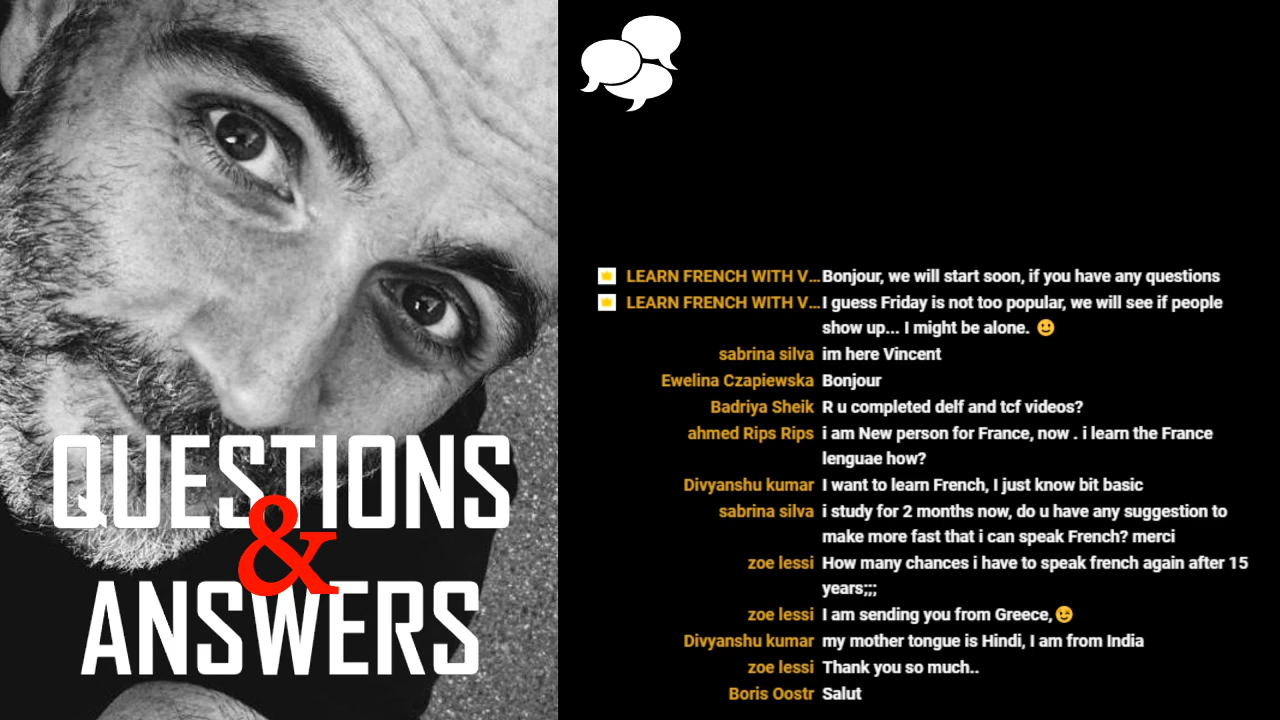 QUESTIONS
&
ANSWERS
LEARN FRENCH WITH V... Bonjour, we will start soon, if you have any questions
LEARN FRENCH WITH V... I guess Friday is not too popular, we will see if people
show up... I might be alone. 😃
sabrina silva im here Vincent
Ewelina Czapiewska Bonjour
Badriya Sheik R u completed delf and tcf videos?
ahmed Rips Rips i am New person for France, now . i learn the France
lenguae how?
Divyanshu kumar I want to learn French, I just know bit basic
sabrina silva i study for 2 months now, do u have any suggestion to
make more fast that i can speak French? merci
zoe lessi How many chances i have to speak french again after 15
years;;;
zoe lessi I am sending you from Greece,😉
Divyanshu kumar my mother tongue is Hindi, I am from India
zoe lessi Thank you so much..
Boris Oostr Salut